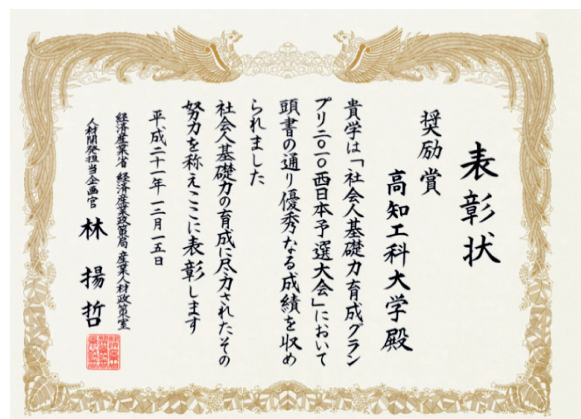 表彰状
奨励賞
高知工科大学殿
貴学は「社会人基礎力育成グラン
プリ二〇一〇西日本予選大会」において
頭書の通り優秀なる成績を収め
られました
社会人基礎力の育成に尽力されたその
努力を称えここに表彰します
平成二十一年一二月一五日
経済産業省 経済産業政策局 産業人材政策室
人材開発担当企画官 林 揚哲